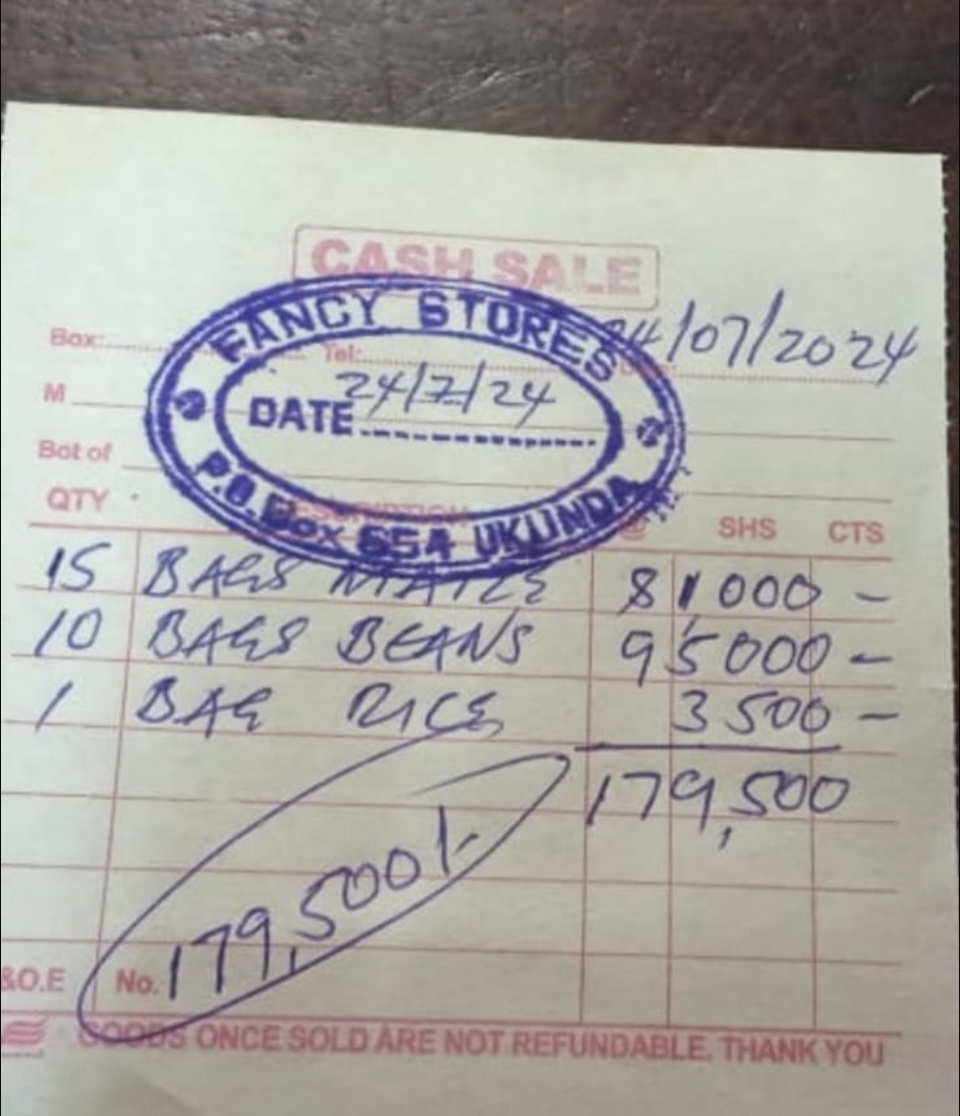 CASH SALE
FANCY STORES
Box: Tel: 24/07/2024
DATE 24/7/24
M
Bot of
P.O. Box 654 UKUNDA
QTY DESCRIPTION @ SHS CTS
15 BAGS MAIZE 81000 -
10 BAGS BEANS 95000 -
1 BAG RICE 3500 -
179,500
179,500/-
&O.E No.
GOODS ONCE SOLD ARE NOT REFUNDABLE. THANK YOU